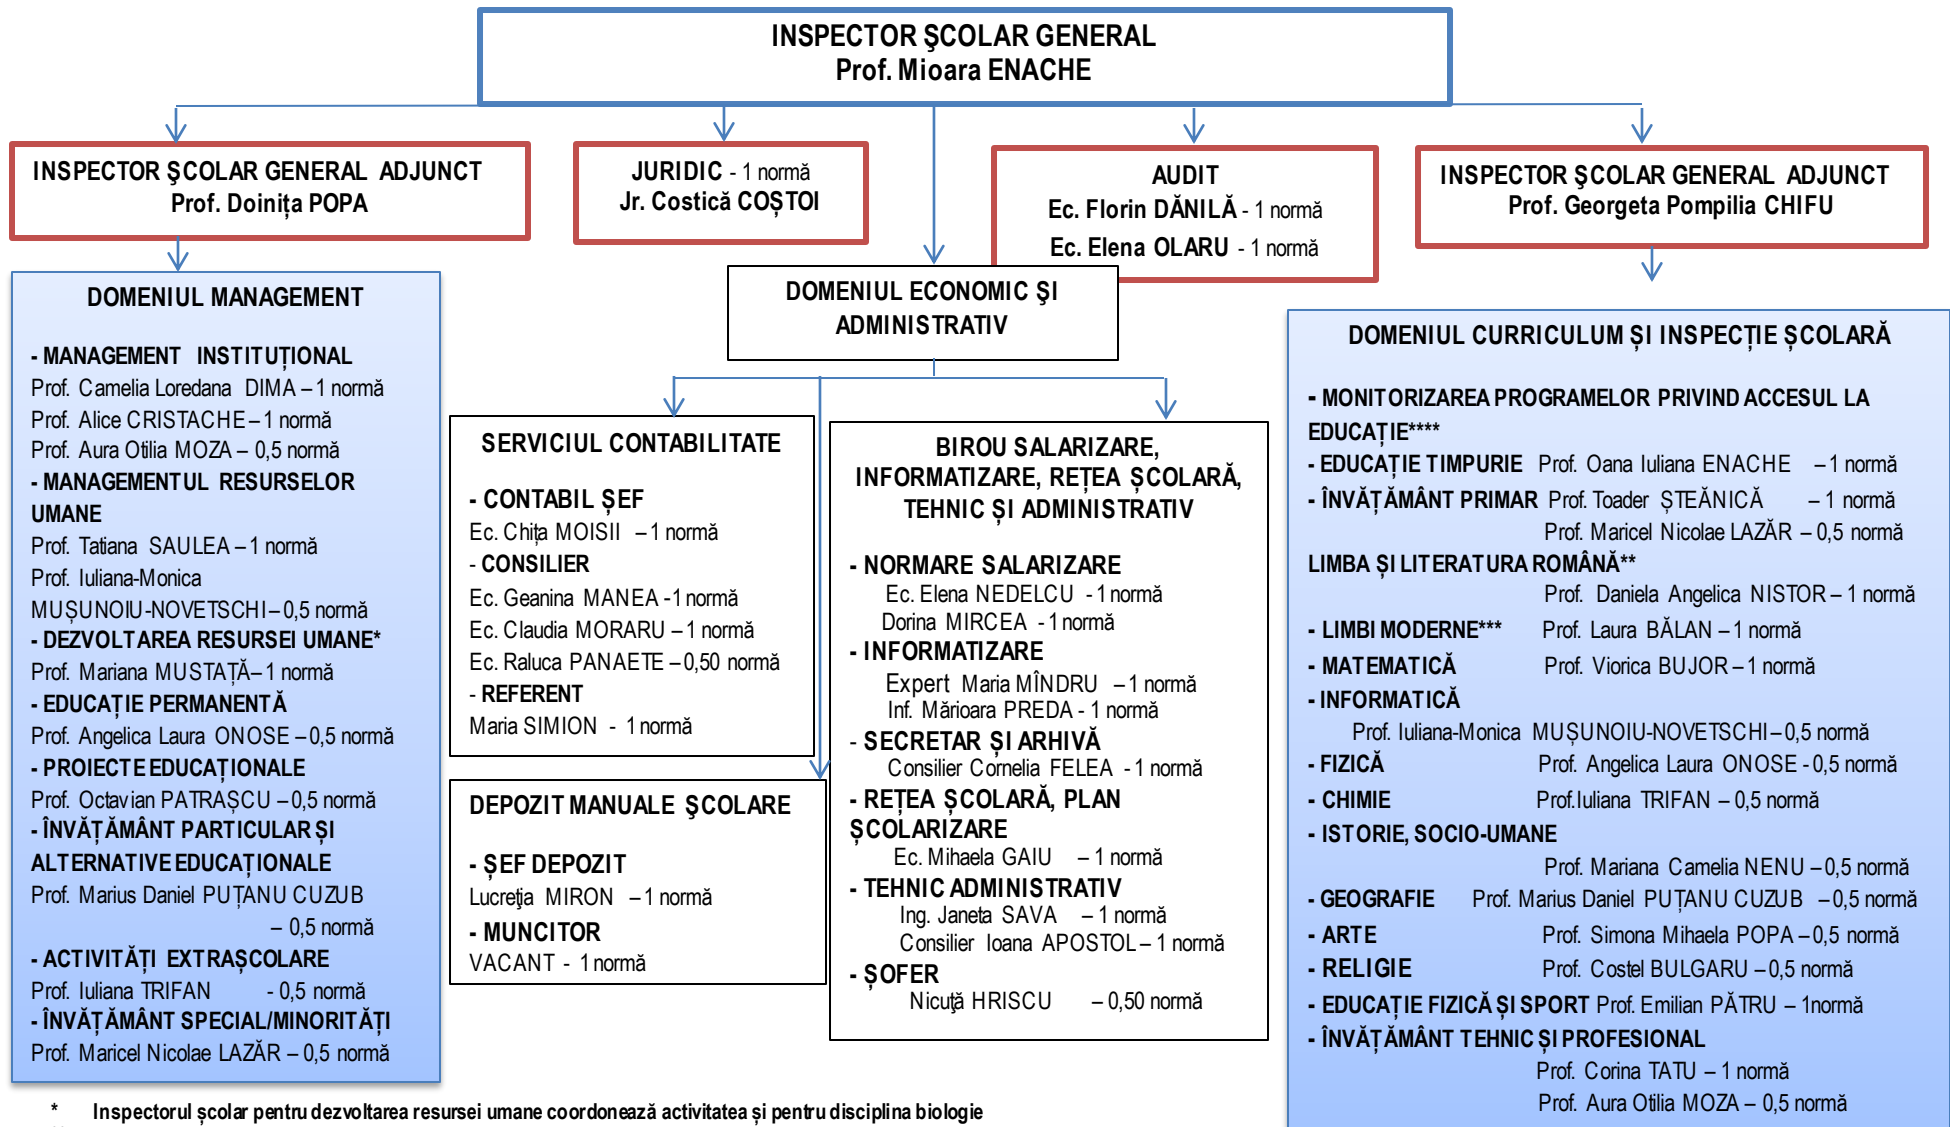 INSPECTOR ŞCOLAR GENERAL
Prof. Mioara ENACHE
INSPECTOR ŞCOLAR GENERAL ADJUNCT
Prof. Doinița POPA
JURIDIC - 1 normă
Jr. Costică COȘTOI
AUDIT
Ec. Florin DĂNILĂ - 1 normă
Ec. Elena OLARU - 1 normă
INSPECTOR ŞCOLAR GENERAL ADJUNCT
Prof. Georgeta Pompilia CHIFU
DOMENIUL MANAGEMENT
- MANAGEMENT INSTITUȚIONAL
Prof. Camelia Loredana DIMA – 1 normă
Prof. Alice CRISTACHE – 1 normă
Prof. Aura Otilia MOZA – 0,5 normă
- MANAGEMENTUL RESURSELOR
UMANE
Prof. Tatiana SAULEA – 1 normă
Prof. Iuliana-Monica
MUȘUNOIU-NOVETSCHI – 0,5 normă
- DEZVOLTAREA RESURSEI UMANE*
Prof. Mariana MUSTAȚĂ– 1 normă
- EDUCAȚIE PERMANENTĂ
Prof. Angelica Laura ONOSE – 0,5 normă
- PROIECTE EDUCAȚIONALE
Prof. Octavian PATRAȘCU – 0,5 normă
- ÎNVĂȚĂMÂNT PARTICULAR ȘI
ALTERNATIVE EDUCAȚIONALE
Prof. Marius Daniel PUȚANU CUZUB
– 0,5 normă
- ACTIVITĂȚI EXTRAȘCOLARE
Prof. Iuliana TRIFAN - 0,5 normă
- ÎNVĂȚĂMÂNT SPECIAL/MINORITĂȚI
Prof. Maricel Nicolae LAZĂR – 0,5 normă
DOMENIUL ECONOMIC ŞI
ADMINISTRATIV
SERVICIUL CONTABILITATE
- CONTABIL ȘEF
Ec. Chița MOISII – 1 normă
- CONSILIER
Ec. Geanina MANEA -1 normă
Ec. Claudia MORARU – 1 normă
Ec. Raluca PANAETE – 0,50 normă
- REFERENT
Maria SIMION - 1 normă
DEPOZIT MANUALE ŞCOLARE
- ȘEF DEPOZIT
Lucreţia MIRON – 1 normă
- MUNCITOR
VACANT - 1 normă
BIROU SALARIZARE,
INFORMATIZARE, REȚEA ȘCOLARĂ,
TEHNIC ȘI ADMINISTRATIV
- NORMARE SALARIZARE
Ec. Elena NEDELCU - 1 normă
Dorina MIRCEA - 1 normă
- INFORMATIZARE
Expert Maria MÎNDRU – 1 normă
Inf. Mărioara PREDA - 1 normă
- SECRETAR ȘI ARHIVĂ
Consilier Cornelia FELEA - 1 normă
- REȚEA ȘCOLARĂ, PLAN
ȘCOLARIZARE
Ec. Mihaela GAIU – 1 normă
- TEHNIC ADMINISTRATIV
Ing. Janeta SAVA – 1 normă
Consilier Ioana APOSTOL – 1 normă
- ȘOFER
Nicuţă HRISCU – 0,50 normă
DOMENIUL CURRICULUM ȘI INSPECȚIE ȘCOLARĂ
- MONITORIZAREA PROGRAMELOR PRIVIND ACCESUL LA
EDUCAȚIE****
- EDUCAȚIE TIMPURIE Prof. Oana Iuliana ENACHE – 1 normă
- ÎNVĂȚĂMÂNT PRIMAR Prof. Toader ȘTEĂNICĂ – 1 normă
Prof. Maricel Nicolae LAZĂR – 0,5 normă
LIMBA ȘI LITERATURA ROMÂNĂ**
Prof. Daniela Angelica NISTOR – 1 normă
- LIMBI MODERNE*** Prof. Laura BĂLAN – 1 normă
- MATEMATICĂ Prof. Viorica BUJOR – 1 normă
- INFORMATICĂ
Prof. Iuliana-Monica MUȘUNOIU-NOVETSCHI – 0,5 normă
- FIZICĂ Prof. Angelica Laura ONOSE - 0,5 normă
- CHIMIE Prof.Iuliana TRIFAN – 0,5 normă
- ISTORIE, SOCIO-UMANE
Prof. Mariana Camelia NENU – 0,5 normă
- GEOGRAFIE Prof. Marius Daniel PUȚANU CUZUB – 0,5 normă
- ARTE Prof. Simona Mihaela POPA – 0,5 normă
- RELIGIE Prof. Costel BULGARU – 0,5 normă
- EDUCAȚIE FIZICĂ ȘI SPORT Prof. Emilian PĂTRU – 1normă
- ÎNVĂȚĂMÂNT TEHNIC ȘI PROFESIONAL
Prof. Corina TATU – 1 normă
Prof. Aura Otilia MOZA – 0,5 normă
* Inspectorul școlar pentru dezvoltarea resursei umane coordonează activitatea și pentru disciplina biologie